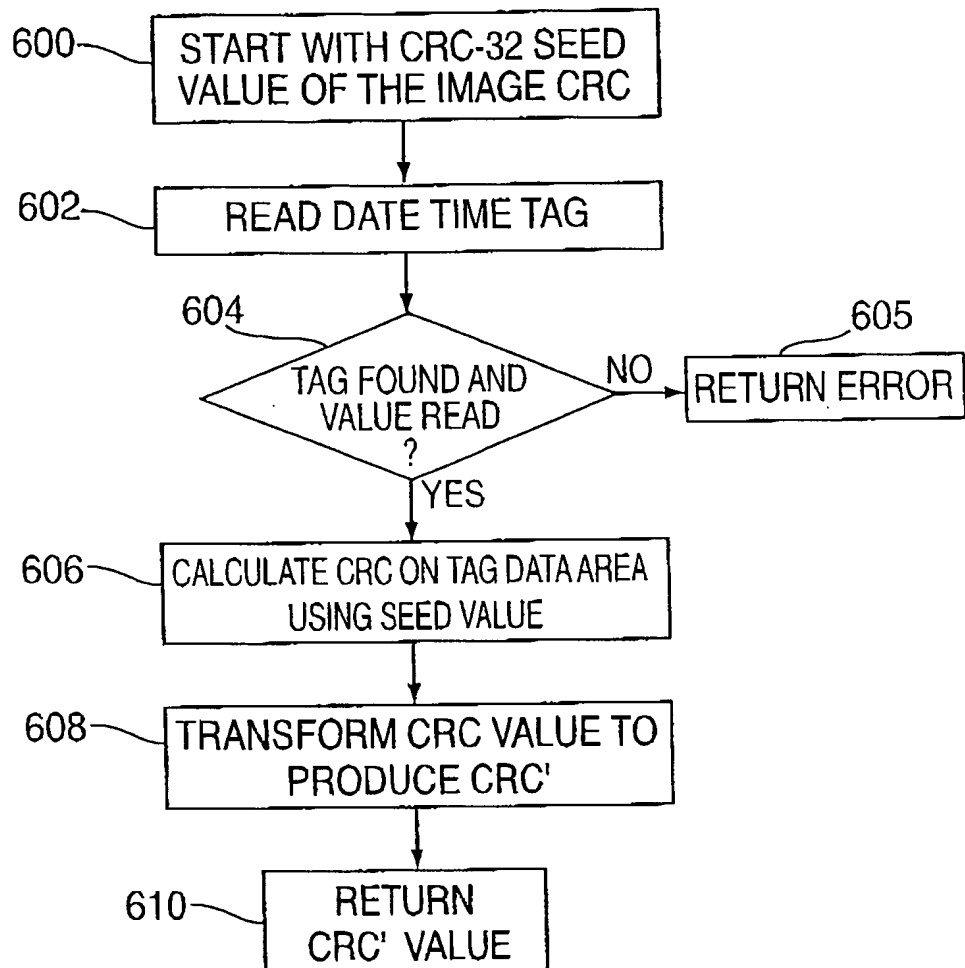 600
START WITH CRC-32 SEED
VALUE OF THE IMAGE CRC
602
READ DATE TIME TAG
604
TAG FOUND AND
VALUE READ
?
NO
605
RETURN ERROR
YES
606
CALCULATE CRC ON TAG DATA AREA
USING SEED VALUE
608
TRANSFORM CRC VALUE TO
PRODUCE CRC'
610
RETURN
CRC' VALUE